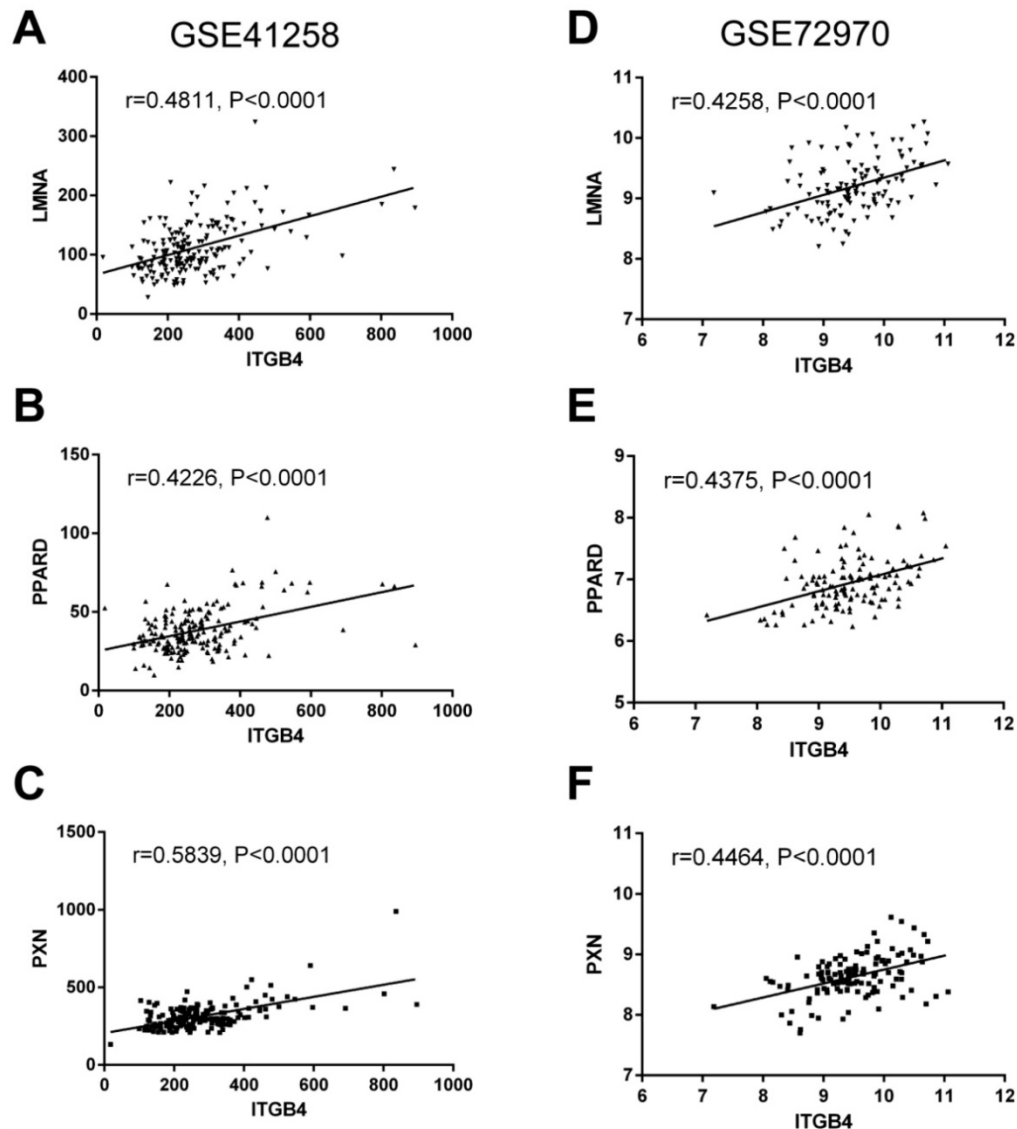 A
GSE41258
r=0.4811, P<0.0001
400
300
200
100
0
LMNA
0 200 400 600 800 1000
ITGB4
B
r=0.4226, P<0.0001
150
100
50
0
PPARD
0 200 400 600 800 1000
ITGB4
C
r=0.5839, P<0.0001
1500
1000
500
0
PXN
0 200 400 600 800 1000
ITGB4
D
GSE72970
r=0.4258, P<0.0001
11
10
9
8
7
LMNA
6 7 8 9 10 11 12
ITGB4
E
r=0.4375, P<0.0001
9
8
7
6
5
PPARD
6 7 8 9 10 11 12
ITGB4
F
r=0.4464, P<0.0001
11
10
9
8
7
PXN
6 7 8 9 10 11 12
ITGB4